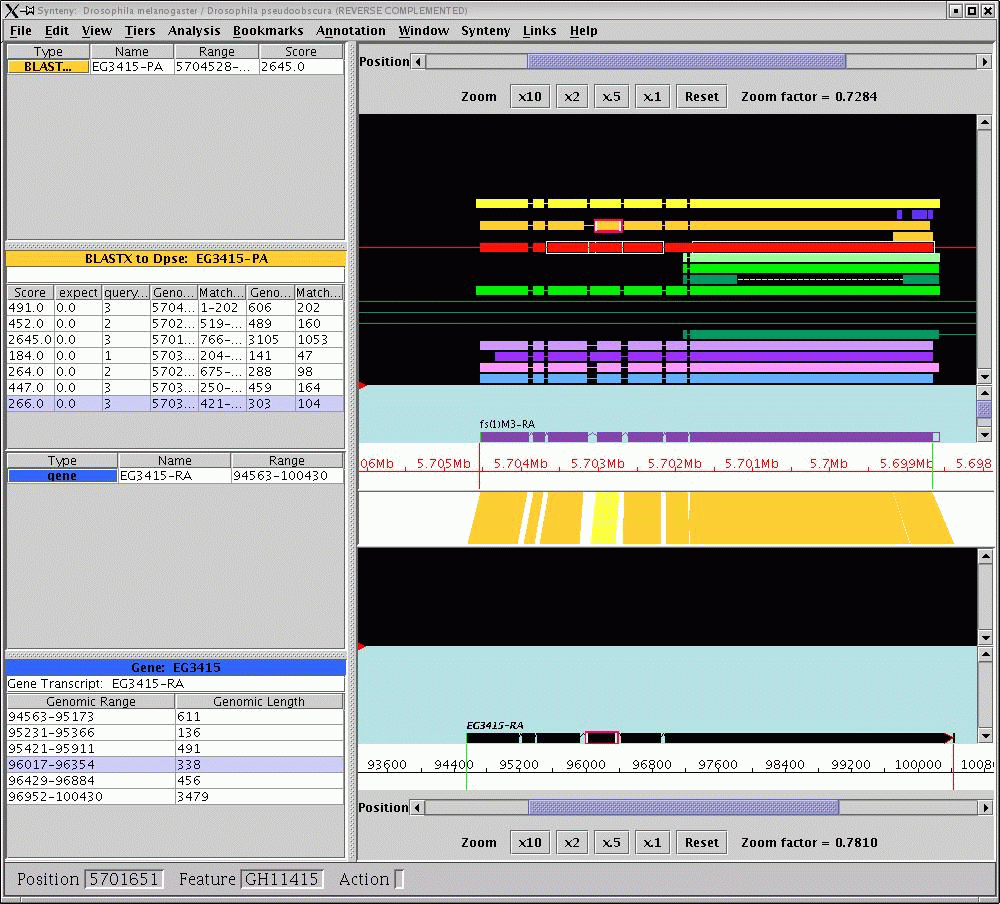 Synteny: Drosophila melanogaster / Drosophila pseudoobscura (REVERSE COMPLEMENTED)
File Edit View Tiers Analysis Bookmarks Annotation Window Synteny Links Help
Type Name Range Score
BLAST... EG3415-PA 5704528-... 2645.0
BLASTX to Dpse: EG3415-PA
Score expect query... Geno... Match... Geno... Match...
491.0 0.0 3 5704... 1-202 606 202
452.0 0.0 2 5702... 519-... 489 160
2645.0 0.0 3 5701... 766-... 3105 1053
184.0 0.0 1 5703... 204-... 141 47
264.0 0.0 2 5702... 675-... 288 98
447.0 0.0 3 5703... 250-... 459 164
266.0 0.0 3 5703... 421-... 303 104
Type Name Range
gene EG3415-RA 94563-100430
Gene: EG3415
Gene Transcript: EG3415-RA
Genomic Range Genomic Length
94563-95173 611
95231-95366 136
95421-95911 491
96017-96354 338
96429-96884 456
96952-100430 3479
Position
Zoom x10 x2 x.5 x.1 Reset Zoom factor = 0.7284
fs(1)M3-RA
06Mb 5.705Mb 5.704Mb 5.703Mb 5.702Mb 5.701Mb 5.7Mb 5.699Mb 5.698
EG3415-RA
93600 94400 95200 96000 96800 97600 98400 99200 100000 10080
Position
Zoom x10 x2 x.5 x.1 Reset Zoom factor = 0.7810
Position 5701651 Feature GH11415 Action